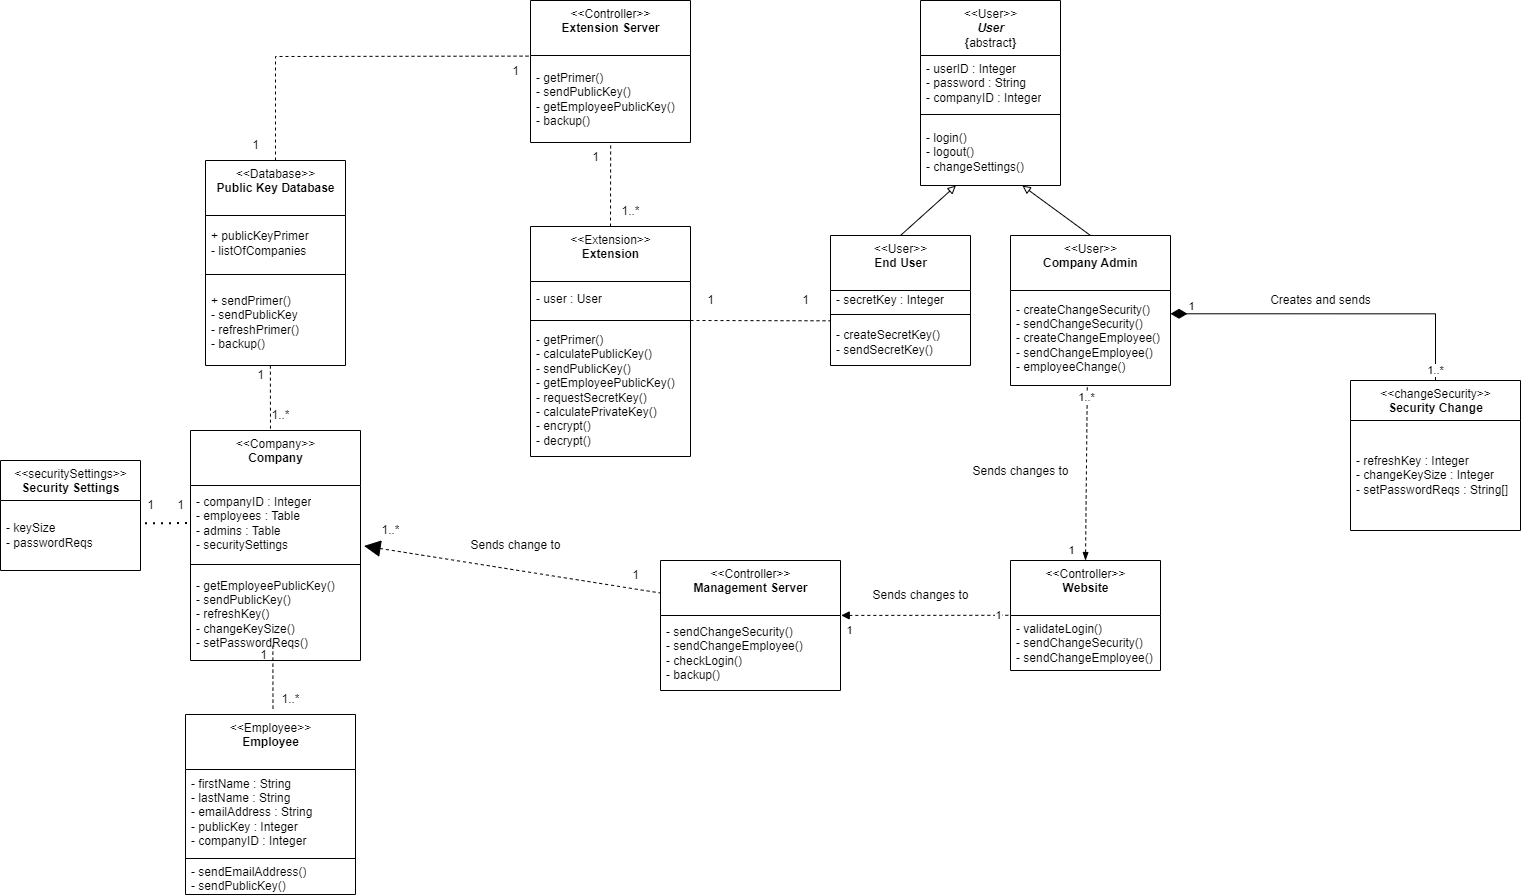 <<Controller>>
Extension Server
- getPrimer()
- sendPublicKey()
- getEmployeePublicKey()
- backup()
<<User>>
User
{abstract}
- userID : Integer
- password : String
- companyID : Integer
- login()
- logout()
- changeSettings()
1
1
1
1..*
<<Database>>
Public Key Database
+ publicKeyPrimer
- listOfCompanies
+ sendPrimer()
- sendPublicKey
- refreshPrimer()
- backup()
<<Extension>>
Extension
- user : User
- getPrimer()
- calculatePublicKey()
- sendPublicKey()
- getEmployeePublicKey()
- requestSecretKey()
- calculatePrivateKey()
- encrypt()
- decrypt()
1
1
<<User>>
End User
- secretKey : Integer
- createSecretKey()
- sendSecretKey()
<<User>>
Company Admin
- createChangeSecurity()
- sendChangeSecurity()
- createChangeEmployee()
- sendChangeEmployee()
- employeeChange()
1
Creates and sends
1..*
<<changeSecurity>>
Security Change
- refreshKey : Integer
- changeKeySize : Integer
- setPasswordReqs : String[]
1
1..*
<<securitySettings>>
Security Settings
- keySize
- passwordReqs
1
1
<<Company>>
Company
- companyID : Integer
- employees : Table
- admins : Table
- securitySettings
- getEmployeePublicKey()
- sendPublicKey()
- refreshKey()
- changeKeySize()
- setPasswordReqs()
1..*
Sends change to
1
<<Controller>>
Management Server
- sendChangeSecurity()
- sendChangeEmployee()
- checkLogin()
- backup()
Sends changes to
1
1
1..*
Sends changes to
1
<<Controller>>
Website
- validateLogin()
- sendChangeSecurity()
- sendChangeEmployee()
1
1..*
<<Employee>>
Employee
- firstName : String
- lastName : String
- emailAddress : String
- publicKey : Integer
- companyID : Integer
- sendEmailAddress()
- sendPublicKey()